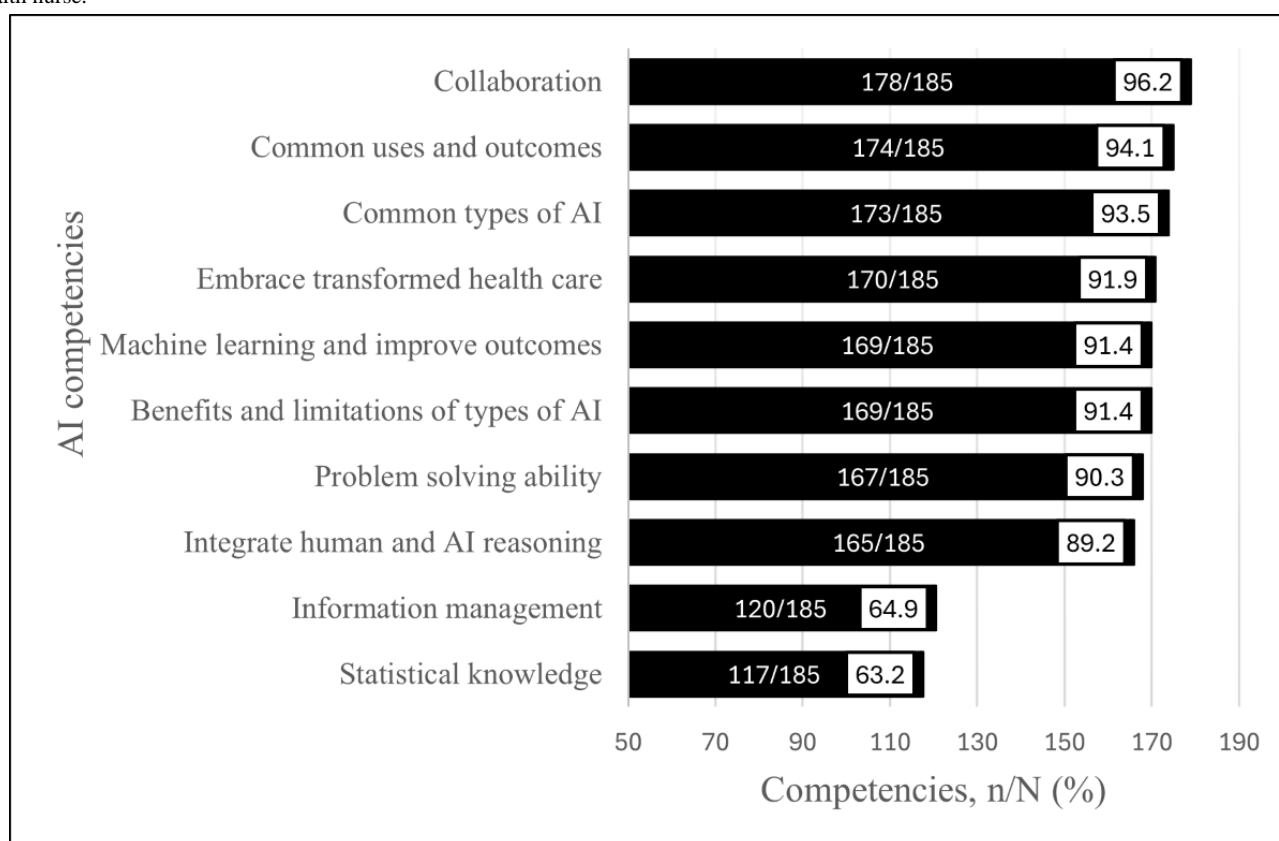 AI competencies
Collaboration 178/185 96.2
Common uses and outcomes 174/185 94.1
Common types of AI 173/185 93.5
Embrace transformed health care 170/185 91.9
Machine learning and improve outcomes 169/185 91.4
Benefits and limitations of types of AI 169/185 91.4
Problem solving ability 167/185 90.3
Integrate human and AI reasoning 165/185 89.2
Information management 120/185 64.9
Statistical knowledge 117/185 63.2
50 70 90 110 130 150 170 190
Competencies, n/N (%)